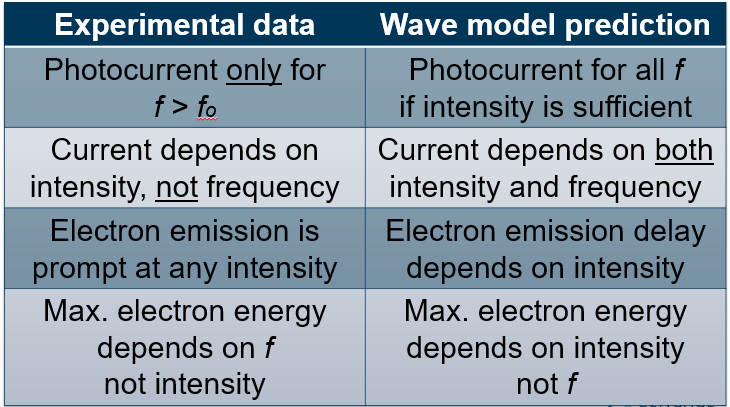 Experimental data
Wave model prediction
Photocurrent only for
f > fo
Photocurrent for all f
if intensity is sufficient
Current depends on
intensity, not frequency
Current depends on both
intensity and frequency
Electron emission is
prompt at any intensity
Electron emission delay
depends on intensity
Max. electron energy
depends on f
not intensity
Max. electron energy
depends on intensity
not f